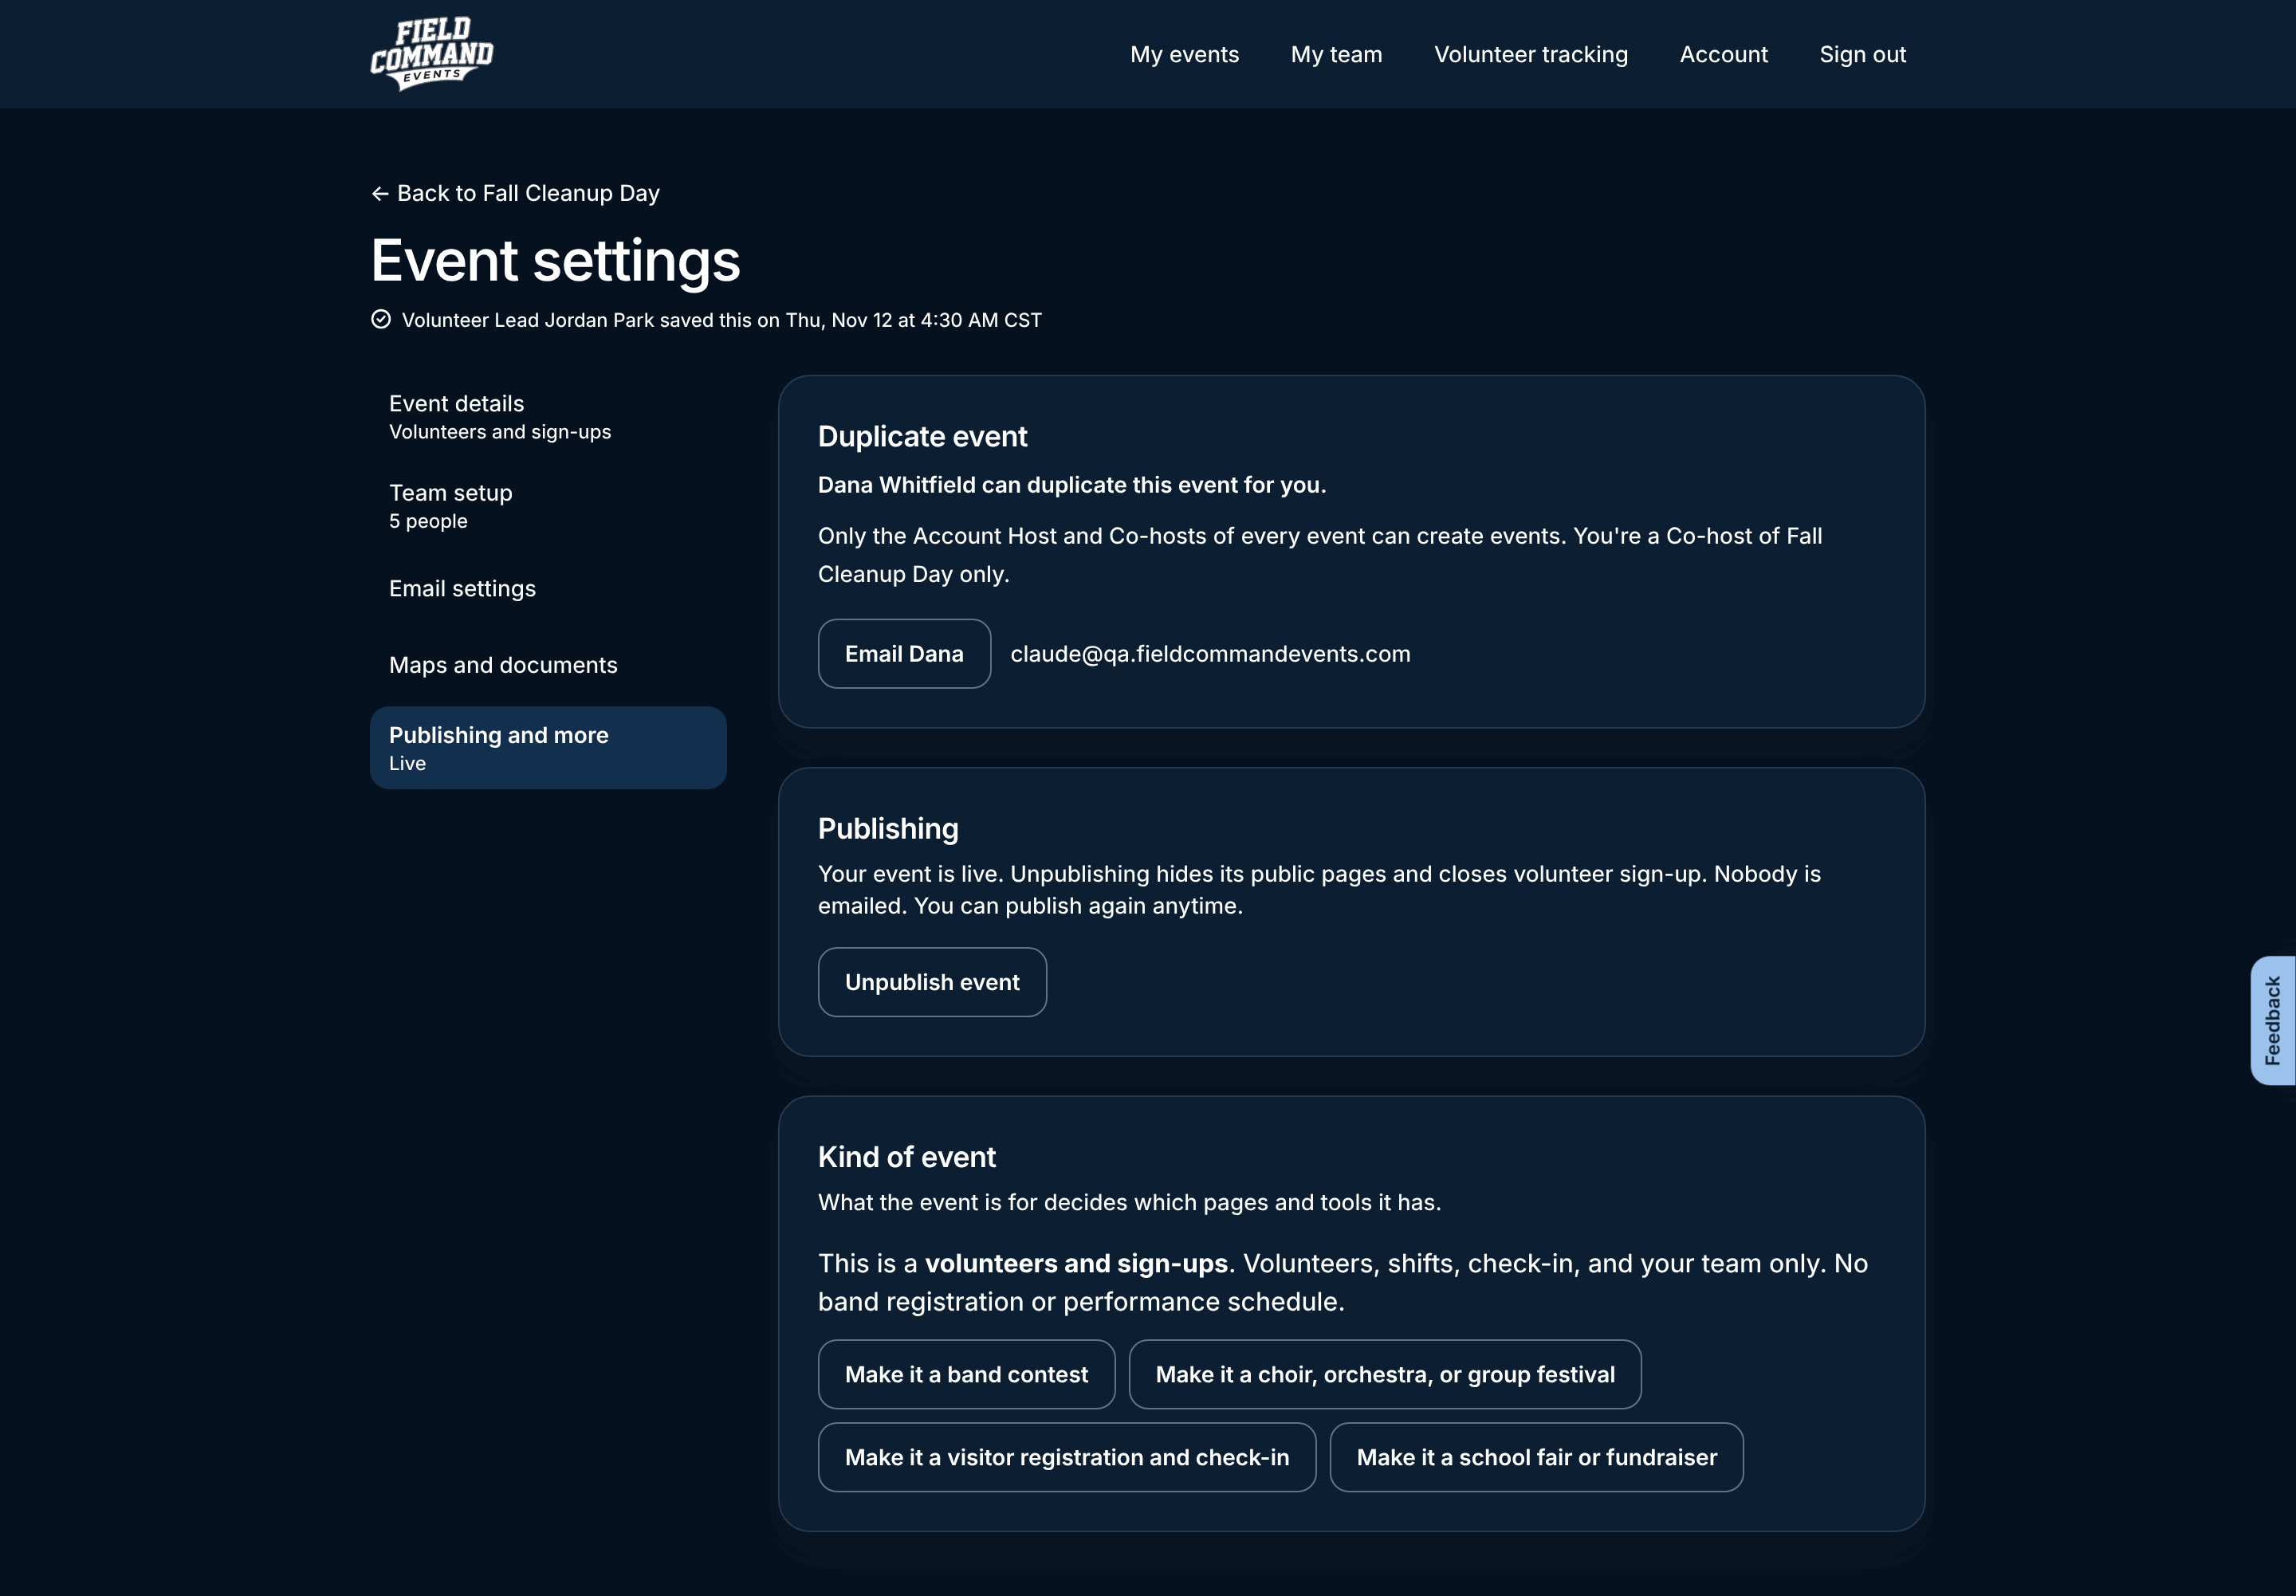 FIELD
COMMAND
EVENTS
My events
My team
Volunteer tracking
Account
Sign out
← Back to Fall Cleanup Day
Event settings
Volunteer Lead Jordan Park saved this on Thu, Nov 12 at 4:30 AM CST
Event details
Volunteers and sign-ups
Team setup
5 people
Email settings
Maps and documents
Publishing and more
Live
Duplicate event
Dana Whitfield can duplicate this event for you.
Only the Account Host and Co-hosts of every event can create events. You're a Co-host of Fall
Cleanup Day only.
Email Dana
claude@qa.fieldcommandevents.com
Publishing
Your event is live. Unpublishing hides its public pages and closes volunteer sign-up. Nobody is
emailed. You can publish again anytime.
Unpublish event
Kind of event
What the event is for decides which pages and tools it has.
This is a volunteers and sign-ups. Volunteers, shifts, check-in, and your team only. No
band registration or performance schedule.
Make it a band contest
Make it a choir, orchestra, or group festival
Make it a visitor registration and check-in
Make it a school fair or fundraiser
Feedback